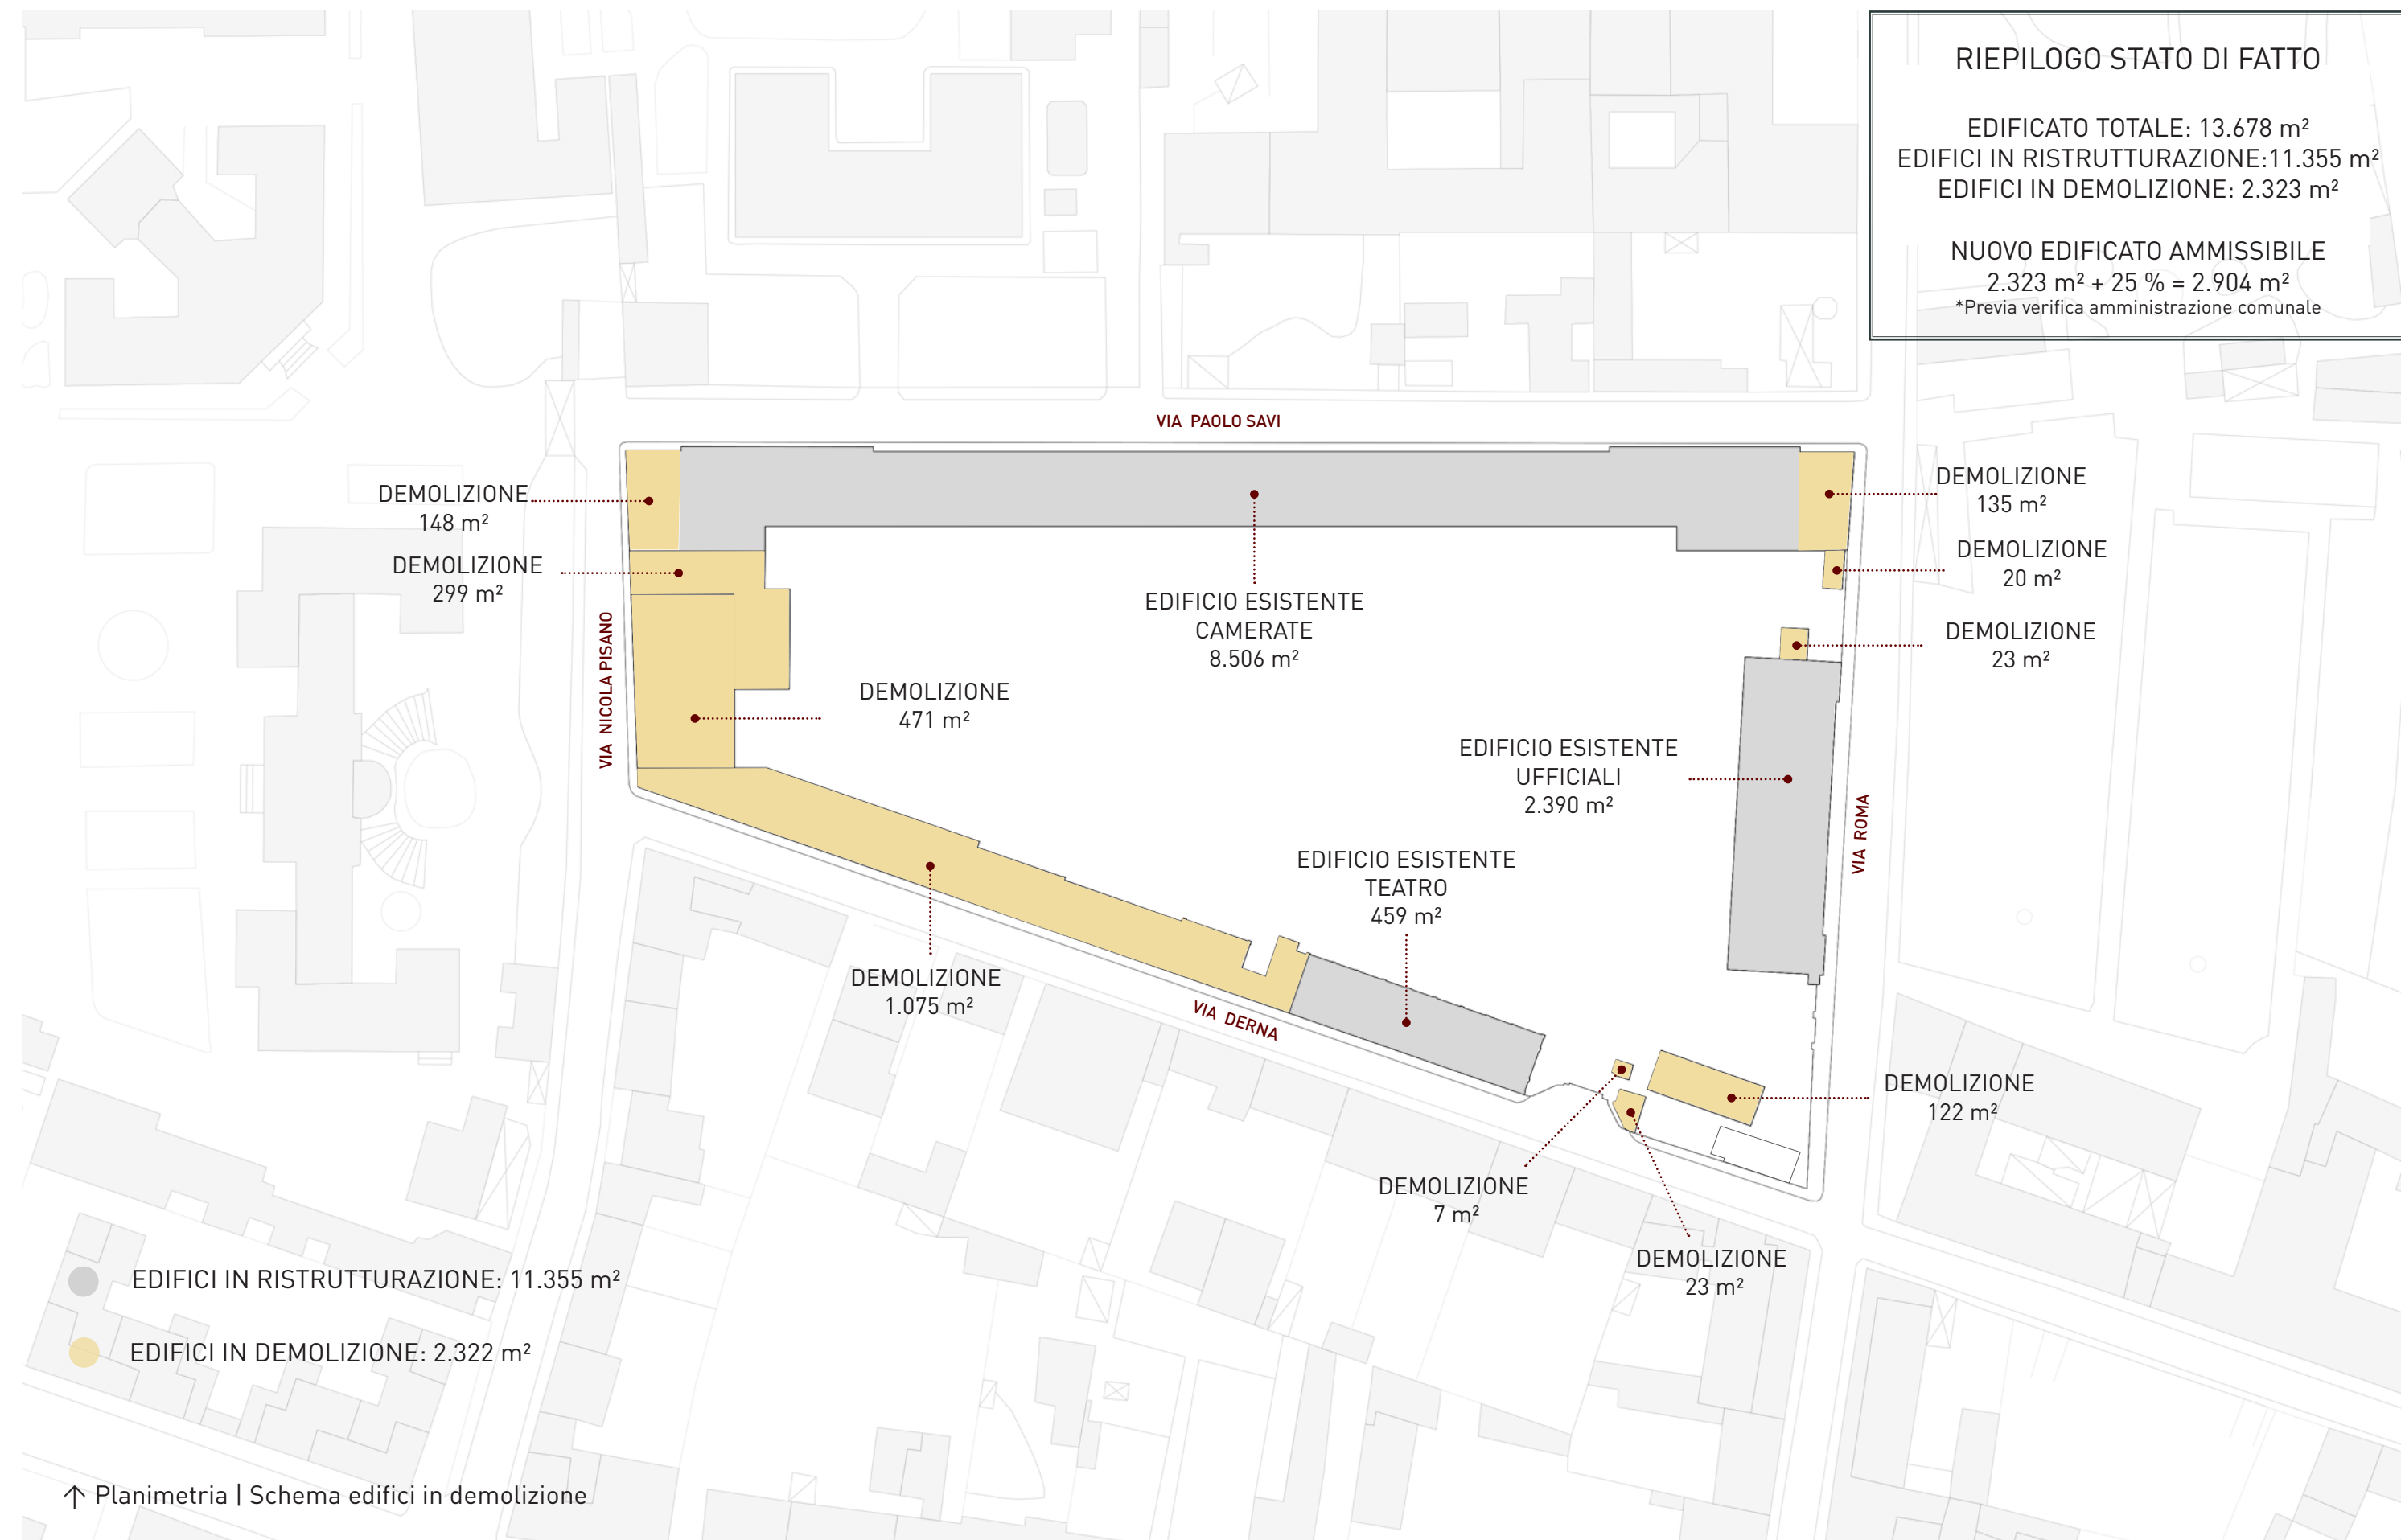 RIEPILOGO STATO DI FATTO
EDIFICATO TOTALE: 13.678 m²
EDIFICI IN RISTRUTTURAZIONE:11.355 m²
EDIFICI IN DEMOLIZIONE: 2.323 m²
NUOVO EDIFICATO AMMISSIBILE
2.323 m² + 25 % = 2.904 m²
*Previa verifica amministrazione comunale
VIA PAOLO SAVI
DEMOLIZIONE
148 m²
DEMOLIZIONE
299 m²
VIA NICOLA PISANO
DEMOLIZIONE
471 m²
EDIFICIO ESISTENTE
CAMERATE
8.506 m²
DEMOLIZIONE
135 m²
DEMOLIZIONE
20 m²
DEMOLIZIONE
23 m²
EDIFICIO ESISTENTE
UFFICIALI
2.390 m²
VIA ROMA
EDIFICIO ESISTENTE
TEATRO
459 m²
DEMOLIZIONE
1.075 m²
VIA DERNA
DEMOLIZIONE
122 m²
DEMOLIZIONE
7 m²
DEMOLIZIONE
23 m²
EDIFICI IN RISTRUTTURAZIONE: 11.355 m²
EDIFICI IN DEMOLIZIONE: 2.322 m²
↑ Planimetria | Schema edifici in demolizione